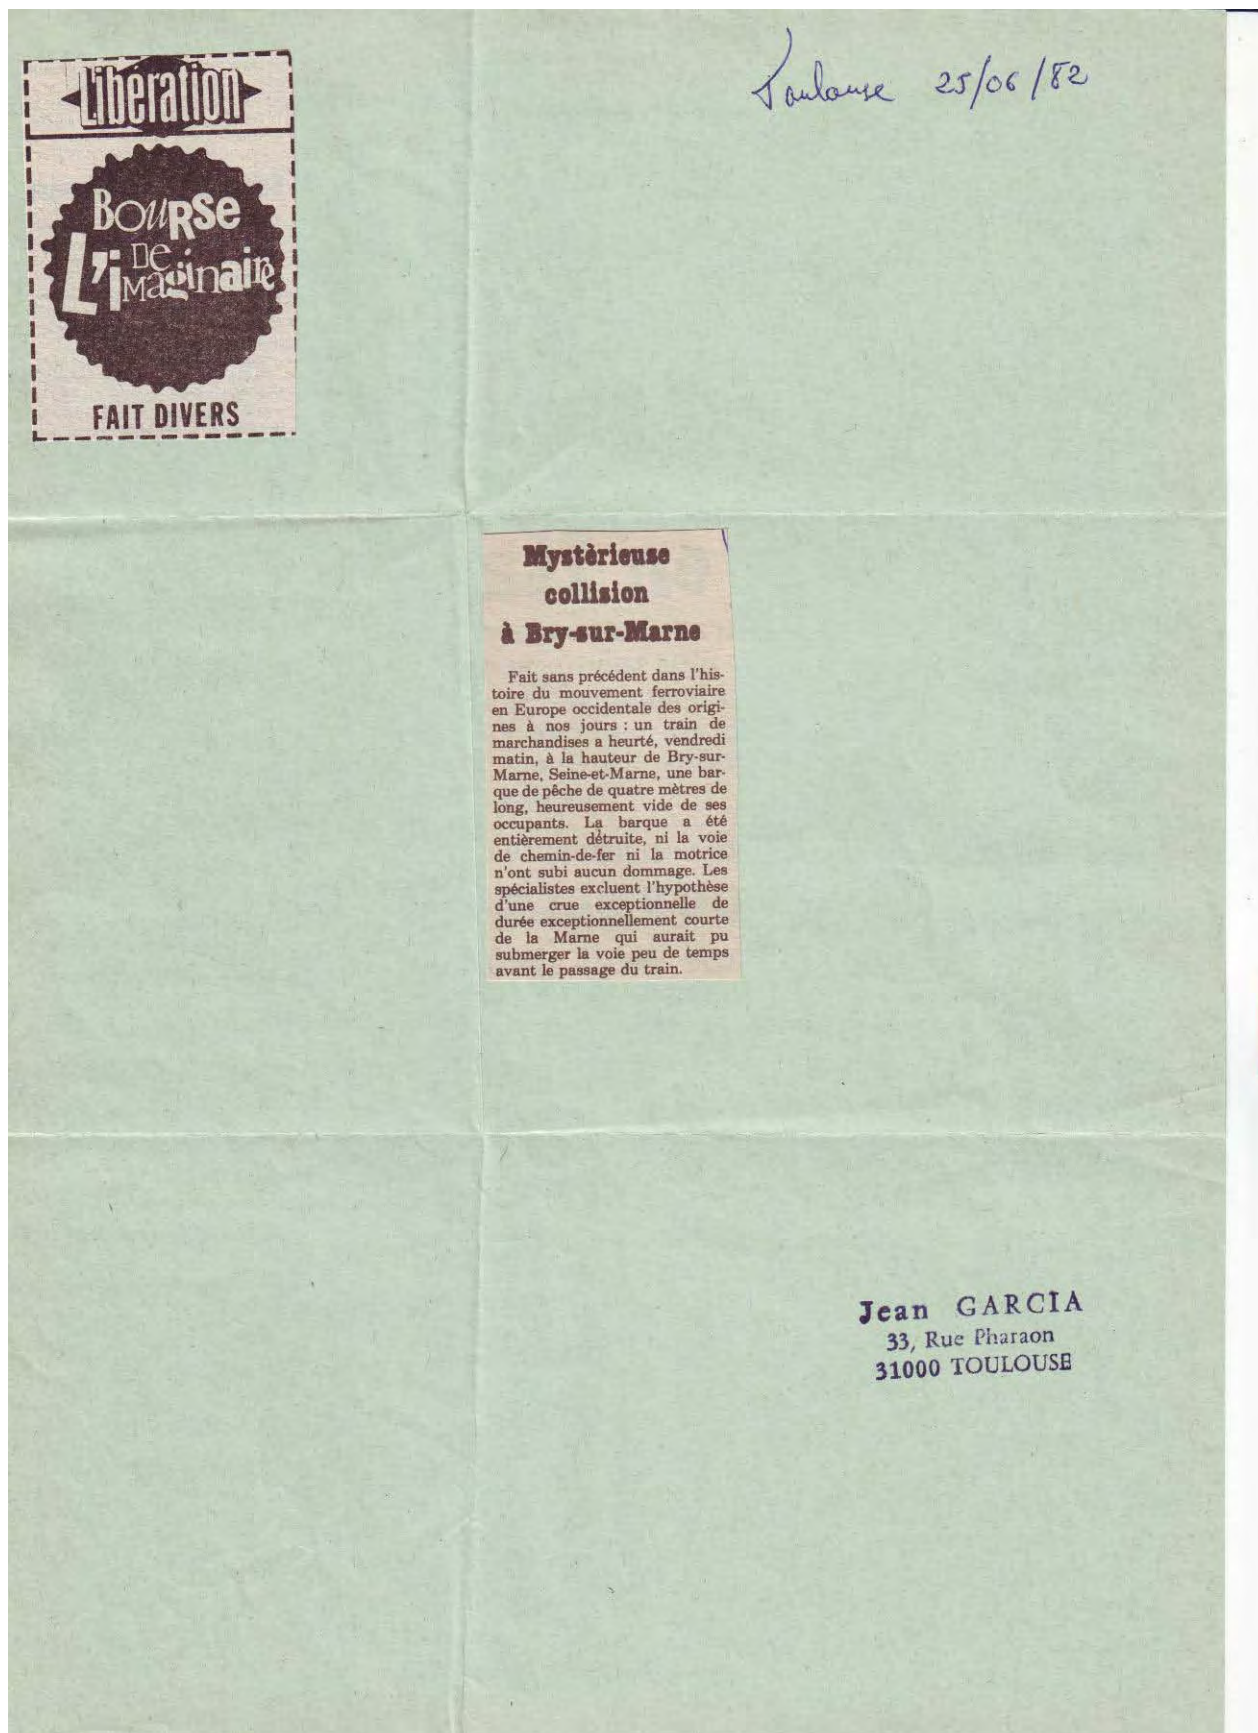 Libération
BOURSE
DE
L'iMaginaire
FAIT DIVERS
Toulouse 25/06/82
Mystèrieuse
collision
à Bry-sur-Marne
Fait sans précédent dans l'his-
toire du mouvement ferroviaire
en Europe occidentale des origi-
nes à nos jours : un train de
marchandises a heurté, vendredi
matin, à la hauteur de Bry-sur-
Marne, Seine-et-Marne, une bar-
que de pêche de quatre mètres de
long, heureusement vide de ses
occupants. La barque a été
entièrement détruite, ni la voie
de chemin-de-fer ni la motrice
n'ont subi aucun dommage. Les
spécialistes excluent l'hypothèse
d'une crue exceptionnelle de
durée exceptionnellement courte
de la Marne qui aurait pu
submerger la voie peu de temps
avant le passage du train.
Jean GARCIA
33, Rue Pharaon
31000 TOULOUSE